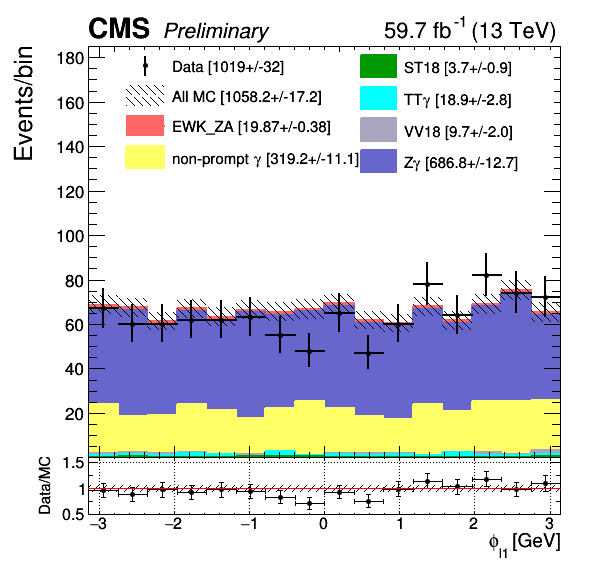 CMS Preliminary 59.7 fb⁻¹ (13 TeV)
Events/bin
180
160
140
120
100
80
60
40
20
Data [1019+/-32]
All MC [1058.2+/-17.2]
EWK_ZA [19.87+/-0.38]
non-prompt γ [319.2+/-11.1]
ST18 [3.7+/-0.9]
TTγ [18.9+/-2.8]
VV18 [9.7+/-2.0]
Zγ [686.8+/-12.7]
Data/MC
1.5
1
0.5
−3 −2 −1 0 1 2 3
ϕ_l1 [GeV]